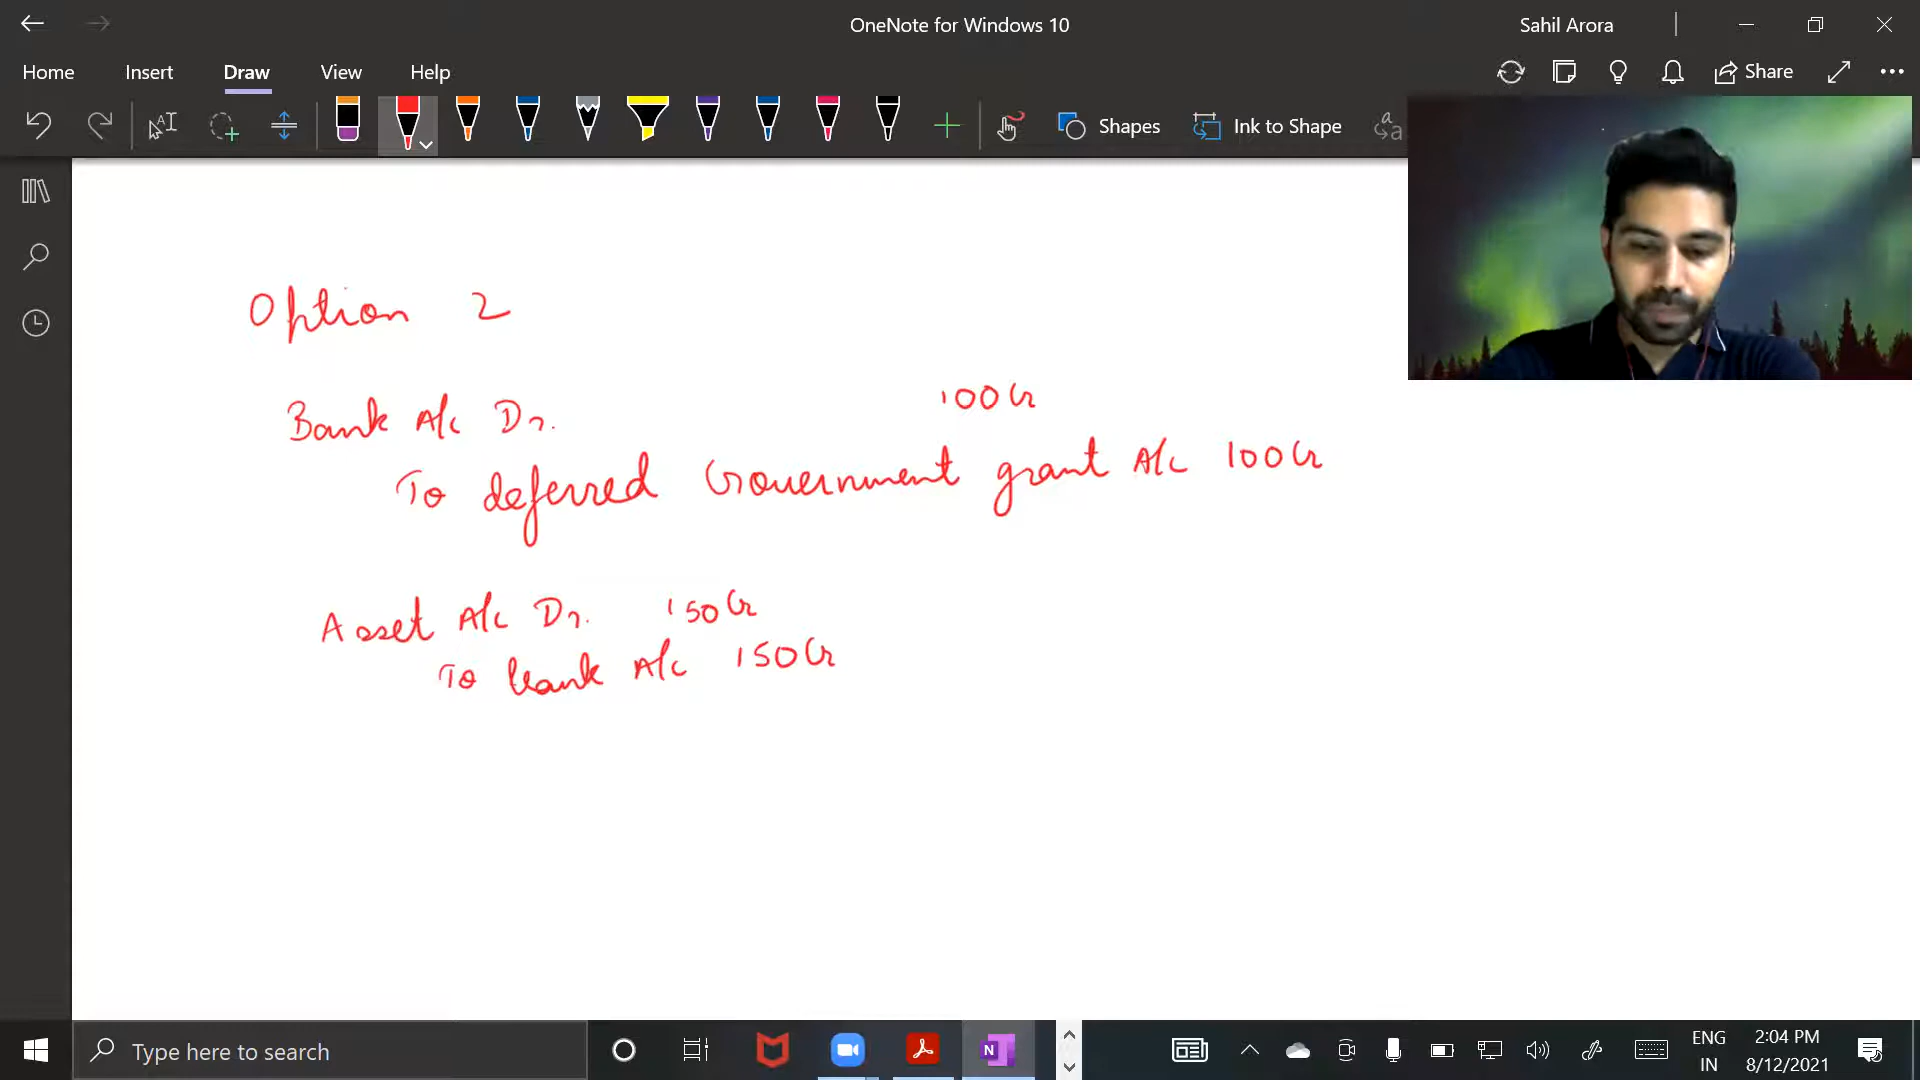 OneNote for Windows 10
Sahil Arora
Home Insert Draw View Help
Share
Shapes
Ink to Shape
Option 2
Bank A/c Dr. 100Cr
To deferred Government grant A/c 100Cr
Asset A/c Dr. 150Cr
To bank A/c 150Cr
Type here to search
ENG
IN
2:04 PM
8/12/2021